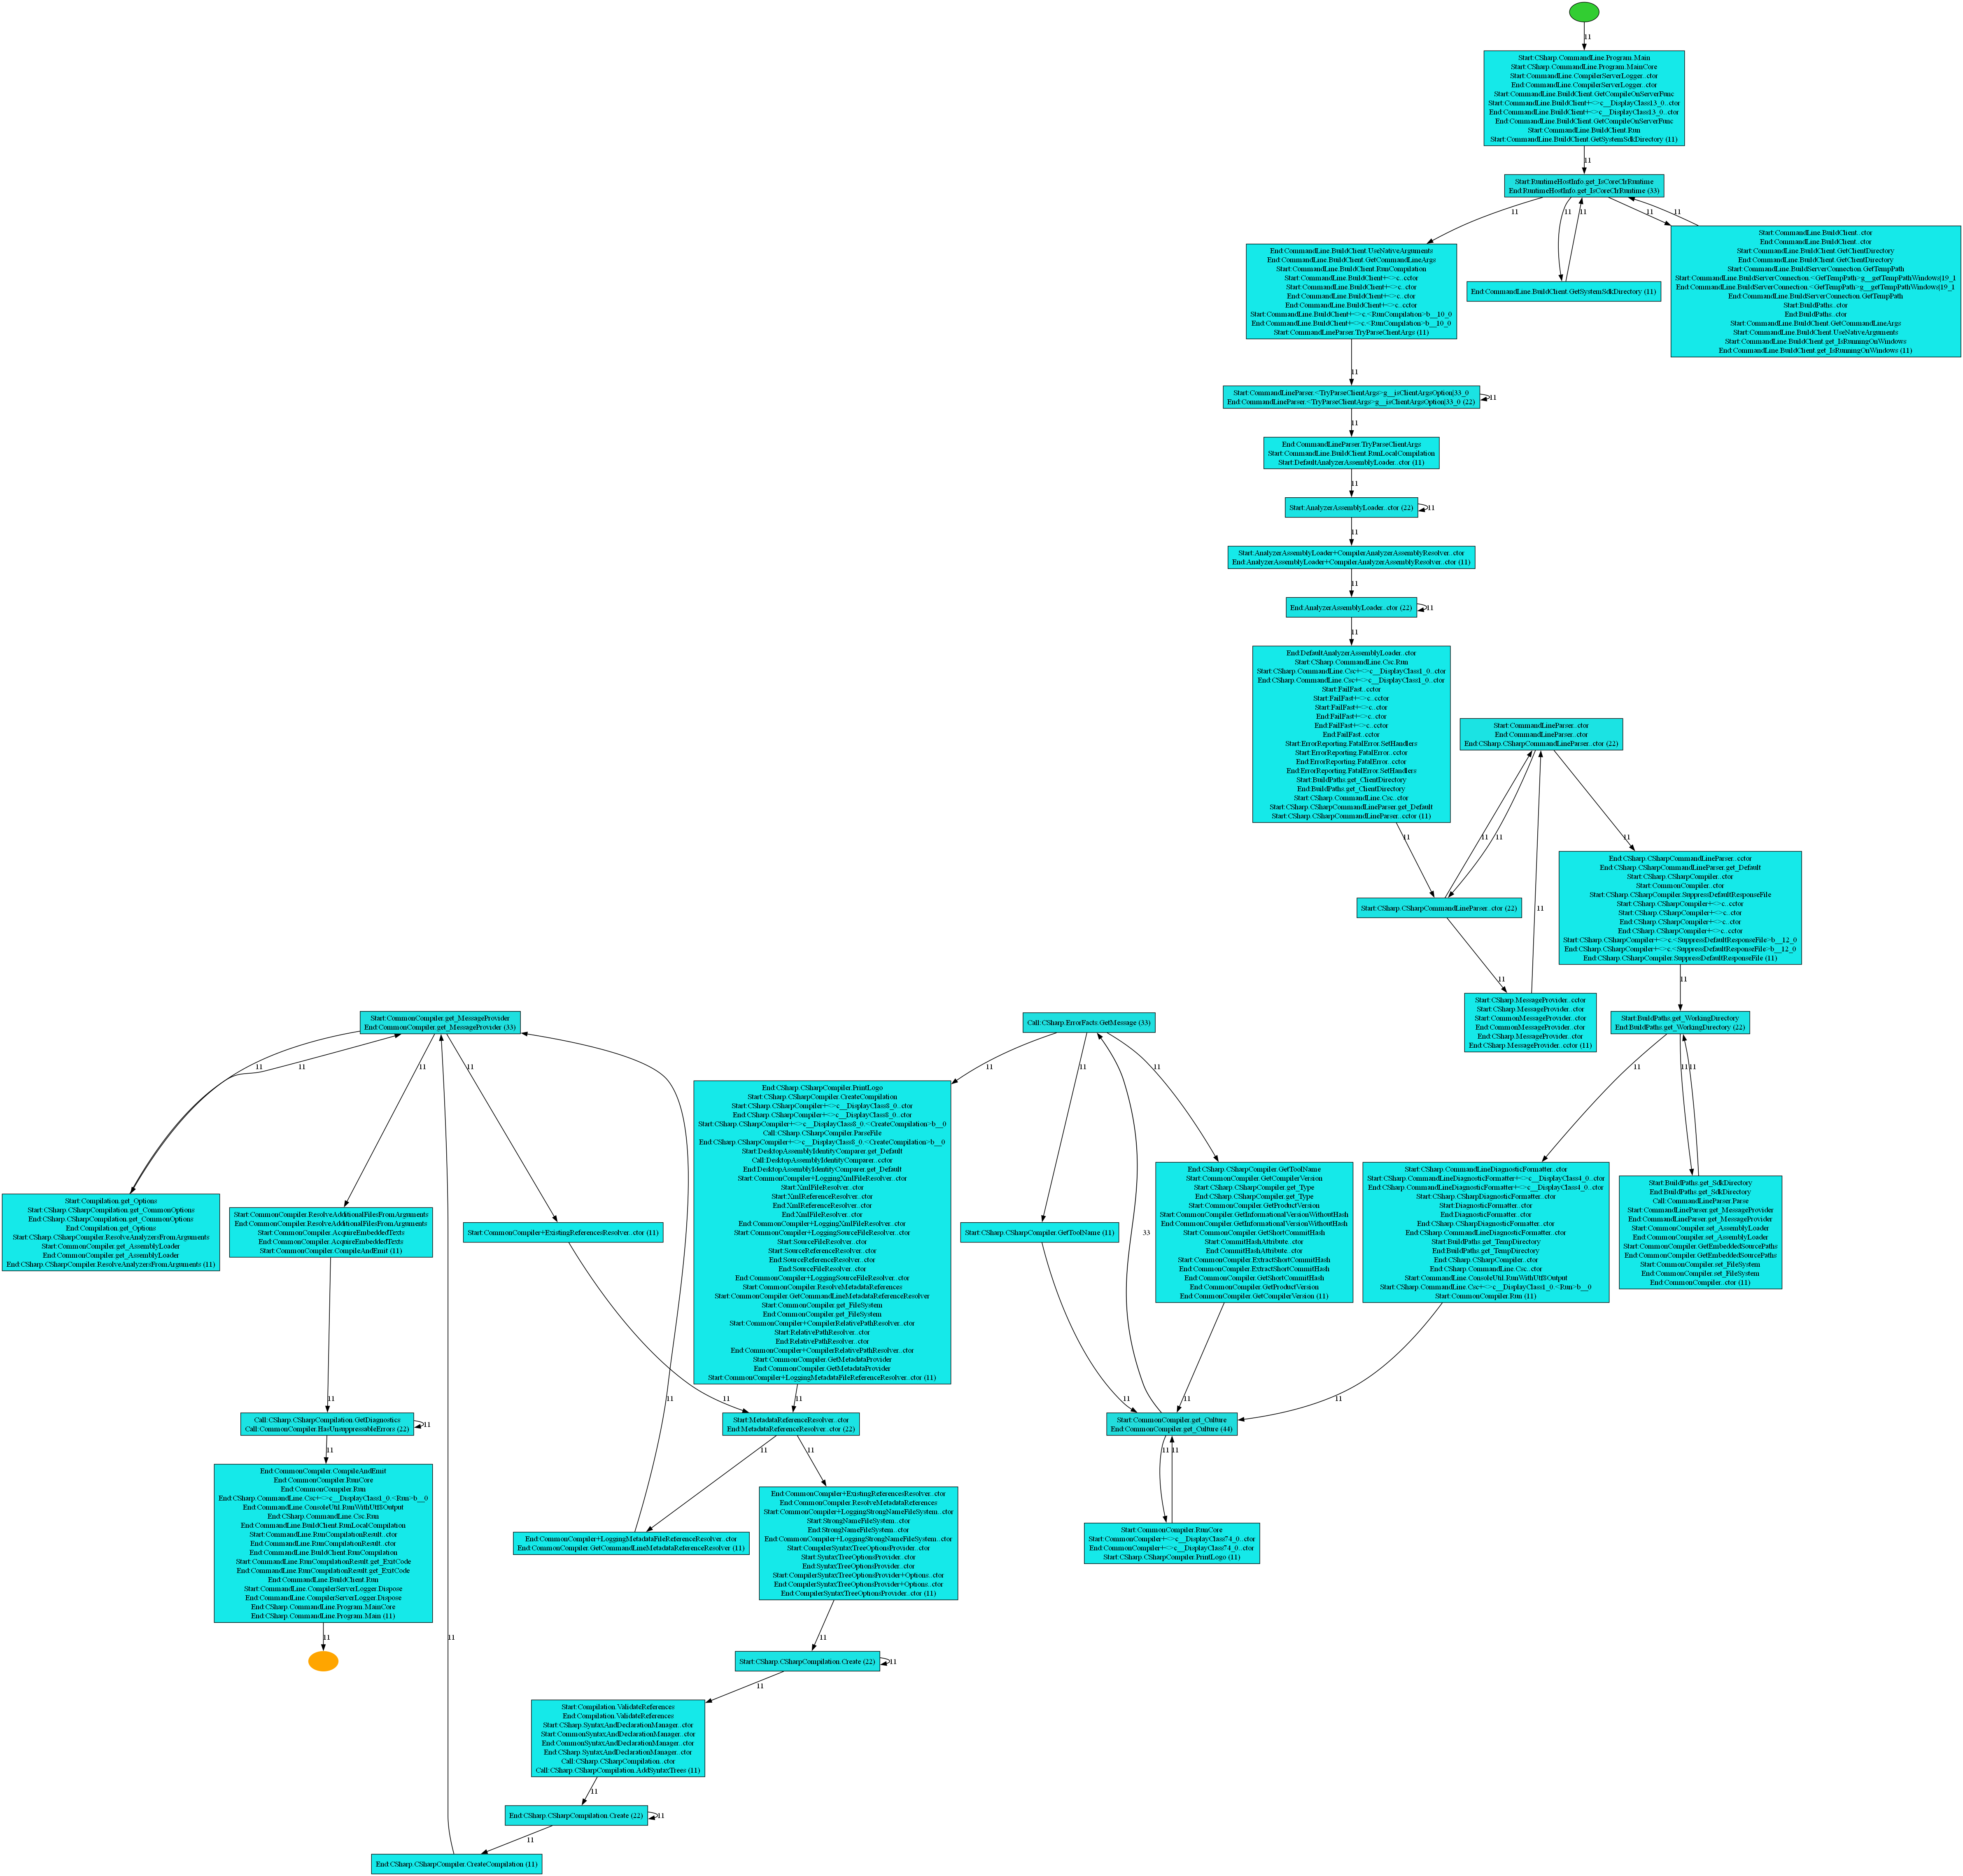 11
Start:CSharp.CommandLine.Program.Main
Start:CSharp.CommandLine.Program.MainCore
Start:CommandLine.CompilerServerLogger..ctor
End:CommandLine.CompilerServerLogger..ctor
Start:CommandLine.BuildClient.GetCompileOnServerFunc
Start:CommandLine.BuildClient+<>c__DisplayClass13_0..ctor
End:CommandLine.BuildClient+<>c__DisplayClass13_0..ctor
End:CommandLine.BuildClient.GetCompileOnServerFunc
Start:CommandLine.BuildClient.Run
Start:CommandLine.BuildClient.GetSystemSdkDirectory (11)
11
Start:RuntimeHostInfo.get_IsCoreClrRuntime
End:RuntimeHostInfo.get_IsCoreClrRuntime (33)
11
11
11
11
11
End:CommandLine.BuildClient.UseNativeArguments
End:CommandLine.BuildClient.GetCommandLineArgs
Start:CommandLine.BuildClient.RunCompilation
Start:CommandLine.BuildClient+<>c..cctor
Start:CommandLine.BuildClient+<>c..ctor
End:CommandLine.BuildClient+<>c..ctor
End:CommandLine.BuildClient+<>c..cctor
Start:CommandLine.BuildClient+<>c.<RunCompilation>b__10_0
End:CommandLine.BuildClient+<>c.<RunCompilation>b__10_0
Start:CommandLineParser.TryParseClientArgs (11)
End:CommandLine.BuildClient.GetSystemSdkDirectory (11)
Start:CommandLine.BuildClient..ctor
End:CommandLine.BuildClient..ctor
Start:CommandLine.BuildClient.GetClientDirectory
End:CommandLine.BuildClient.GetClientDirectory
Start:CommandLine.BuildServerConnection.GetTempPath
Start:CommandLine.BuildServerConnection.<GetTempPath>g__getTempPathWindows|19_1
End:CommandLine.BuildServerConnection.<GetTempPath>g__getTempPathWindows|19_1
End:CommandLine.BuildServerConnection.GetTempPath
Start:BuildPaths..ctor
End:BuildPaths..ctor
Start:CommandLine.BuildClient.GetCommandLineArgs
Start:CommandLine.BuildClient.UseNativeArguments
Start:CommandLine.BuildClient.get_IsRunningOnWindows
End:CommandLine.BuildClient.get_IsRunningOnWindows (11)
11
Start:CommandLineParser.<TryParseClientArgs>g__isClientArgsOption|33_0
End:CommandLineParser.<TryParseClientArgs>g__isClientArgsOption|33_0 (22)
11
11
End:CommandLineParser.TryParseClientArgs
Start:CommandLine.BuildClient.RunLocalCompilation
Start:DefaultAnalyzerAssemblyLoader..ctor (11)
11
Start:AnalyzerAssemblyLoader..ctor (22)
11
11
Start:AnalyzerAssemblyLoader+CompilerAnalyzerAssemblyResolver..ctor
End:AnalyzerAssemblyLoader+CompilerAnalyzerAssemblyResolver..ctor (11)
11
End:AnalyzerAssemblyLoader..ctor (22)
11
11
End:DefaultAnalyzerAssemblyLoader..ctor
Start:CSharp.CommandLine.Csc.Run
Start:CSharp.CommandLine.Csc+<>c__DisplayClass1_0..ctor
End:CSharp.CommandLine.Csc+<>c__DisplayClass1_0..ctor
Start:FailFast..cctor
Start:FailFast+<>c..cctor
Start:FailFast+<>c..ctor
End:FailFast+<>c..ctor
End:FailFast+<>c..cctor
End:FailFast..cctor
Start:ErrorReporting.FatalError.SetHandlers
Start:ErrorReporting.FatalError..cctor
End:ErrorReporting.FatalError..cctor
End:ErrorReporting.FatalError.SetHandlers
Start:BuildPaths.get_ClientDirectory
End:BuildPaths.get_ClientDirectory
Start:CSharp.CommandLine.Csc..ctor
Start:CSharp.CSharpCommandLineParser.get_Default
Start:CSharp.CSharpCommandLineParser..cctor (11)
Start:CommandLineParser..ctor
End:CommandLineParser..ctor
End:CSharp.CSharpCommandLineParser..ctor (22)
11
11
11
11
Start:CSharp.CSharpCommandLineParser..ctor (22)
11
11
End:CSharp.CSharpCommandLineParser..cctor
End:CSharp.CSharpCommandLineParser.get_Default
Start:CSharp.CSharpCompiler..ctor
Start:CommonCompiler..ctor
Start:CSharp.CSharpCompiler.SuppressDefaultResponseFile
Start:CSharp.CSharpCompiler+<>c..cctor
Start:CSharp.CSharpCompiler+<>c..ctor
End:CSharp.CSharpCompiler+<>c..ctor
End:CSharp.CSharpCompiler+<>c..cctor
Start:CSharp.CSharpCompiler+<>c.<SuppressDefaultResponseFile>b__12_0
End:CSharp.CSharpCompiler+<>c.<SuppressDefaultResponseFile>b__12_0
End:CSharp.CSharpCompiler.SuppressDefaultResponseFile (11)
Start:CSharp.MessageProvider..cctor
Start:CSharp.MessageProvider..ctor
Start:CommonMessageProvider..ctor
End:CommonMessageProvider..ctor
End:CSharp.MessageProvider..ctor
End:CSharp.MessageProvider..cctor (11)
11
Start:BuildPaths.get_WorkingDirectory
End:BuildPaths.get_WorkingDirectory (22)
11
11
11
Start:CommonCompiler.get_MessageProvider
End:CommonCompiler.get_MessageProvider (33)
11
11
11
11
Call:CSharp.ErrorFacts.GetMessage (33)
11
11
11
End:CSharp.CSharpCompiler.PrintLogo
Start:CSharp.CSharpCompiler.CreateCompilation
Start:CSharp.CSharpCompiler+<>c__DisplayClass8_0..ctor
End:CSharp.CSharpCompiler+<>c__DisplayClass8_0..ctor
Start:CSharp.CSharpCompiler+<>c__DisplayClass8_0.<CreateCompilation>b__0
Call:CSharp.CSharpCompiler.ParseFile
End:CSharp.CSharpCompiler+<>c__DisplayClass8_0.<CreateCompilation>b__0
Start:DesktopAssemblyIdentityComparer.get_Default
Call:DesktopAssemblyIdentityComparer..cctor
End:DesktopAssemblyIdentityComparer.get_Default
Start:CommonCompiler+LoggingXmlFileResolver..ctor
Start:XmlFileResolver..ctor
Start:XmlReferenceResolver..ctor
End:XmlReferenceResolver..ctor
End:XmlFileResolver..ctor
End:CommonCompiler+LoggingXmlFileResolver..ctor
Start:CommonCompiler+LoggingSourceFileResolver..ctor
Start:SourceFileResolver..ctor
Start:SourceReferenceResolver..ctor
End:SourceReferenceResolver..ctor
End:SourceFileResolver..ctor
End:CommonCompiler+LoggingSourceFileResolver..ctor
Start:CommonCompiler.ResolveMetadataReferences
Start:CommonCompiler.GetCommandLineMetadataReferenceResolver
Start:CommonCompiler.get_FileSystem
End:CommonCompiler.get_FileSystem
Start:CommonCompiler+CompilerRelativePathResolver..ctor
Start:RelativePathResolver..ctor
End:RelativePathResolver..ctor
End:CommonCompiler+CompilerRelativePathResolver..ctor
Start:CommonCompiler.GetMetadataProvider
End:CommonCompiler.GetMetadataProvider
Start:CommonCompiler+LoggingMetadataFileReferenceResolver..ctor (11)
Start:Compilation.get_Options
Start:CSharp.CSharpCompilation.get_CommonOptions
End:CSharp.CSharpCompilation.get_CommonOptions
End:Compilation.get_Options
Start:CSharp.CSharpCompiler.ResolveAnalyzersFromArguments
Start:CommonCompiler.get_AssemblyLoader
End:CommonCompiler.get_AssemblyLoader
End:CSharp.CSharpCompiler.ResolveAnalyzersFromArguments (11)
Start:CommonCompiler.ResolveAdditionalFilesFromArguments
End:CommonCompiler.ResolveAdditionalFilesFromArguments
Start:CommonCompiler.AcquireEmbeddedTexts
End:CommonCompiler.AcquireEmbeddedTexts
Start:CommonCompiler.CompileAndEmit (11)
Start:CommonCompiler+ExistingReferencesResolver..ctor (11)
Start:CSharp.CSharpCompiler.GetToolName (11)
33
End:CSharp.CSharpCompiler.GetToolName
Start:CommonCompiler.GetCompilerVersion
Start:CSharp.CSharpCompiler.get_Type
End:CSharp.CSharpCompiler.get_Type
Start:CommonCompiler.GetProductVersion
Start:CommonCompiler.GetInformationalVersionWithoutHash
End:CommonCompiler.GetInformationalVersionWithoutHash
Start:CommonCompiler.GetShortCommitHash
Start:CommitHashAttribute..ctor
End:CommitHashAttribute..ctor
Start:CommonCompiler.ExtractShortCommitHash
End:CommonCompiler.ExtractShortCommitHash
End:CommonCompiler.GetShortCommitHash
End:CommonCompiler.GetProductVersion
End:CommonCompiler.GetCompilerVersion (11)
Start:CSharp.CommandLineDiagnosticFormatter..ctor
Start:CSharp.CommandLineDiagnosticFormatter+<>c__DisplayClass4_0..ctor
End:CSharp.CommandLineDiagnosticFormatter+<>c__DisplayClass4_0..ctor
Start:CSharp.CSharpDiagnosticFormatter..ctor
Start:DiagnosticFormatter..ctor
End:DiagnosticFormatter..ctor
End:CSharp.CSharpDiagnosticFormatter..ctor
End:CSharp.CommandLineDiagnosticFormatter..ctor
Start:BuildPaths.get_TempDirectory
End:BuildPaths.get_TempDirectory
End:CSharp.CSharpCompiler..ctor
End:CSharp.CommandLine.Csc..ctor
Start:CommandLine.ConsoleUtil.RunWithUtf8Output
Start:CSharp.CommandLine.Csc+<>c__DisplayClass1_0.<Run>b__0
Start:CommonCompiler.Run (11)
Start:BuildPaths.get_SdkDirectory
End:BuildPaths.get_SdkDirectory
Call:CommandLineParser.Parse
Start:CommandLineParser.get_MessageProvider
End:CommandLineParser.get_MessageProvider
Start:CommonCompiler.set_AssemblyLoader
End:CommonCompiler.set_AssemblyLoader
Start:CommonCompiler.GetEmbeddedSourcePaths
End:CommonCompiler.GetEmbeddedSourcePaths
Start:CommonCompiler.set_FileSystem
End:CommonCompiler.set_FileSystem
End:CommonCompiler..ctor (11)
11
11
11
11
11
11
11
Call:CSharp.CSharpCompilation.GetDiagnostics
Call:CommonCompiler.HasUnsuppressableErrors (22)
11
Start:MetadataReferenceResolver..ctor
End:MetadataReferenceResolver..ctor (22)
Start:CommonCompiler.get_Culture
End:CommonCompiler.get_Culture (44)
11
11
11
11
11
End:CommonCompiler.CompileAndEmit
End:CommonCompiler.RunCore
End:CommonCompiler.Run
End:CSharp.CommandLine.Csc+<>c__DisplayClass1_0.<Run>b__0
End:CommandLine.ConsoleUtil.RunWithUtf8Output
End:CSharp.CommandLine.Csc.Run
End:CommandLine.BuildClient.RunLocalCompilation
Start:CommandLine.RunCompilationResult..ctor
End:CommandLine.RunCompilationResult..ctor
End:CommandLine.BuildClient.RunCompilation
Start:CommandLine.RunCompilationResult.get_ExitCode
End:CommandLine.RunCompilationResult.get_ExitCode
End:CommandLine.BuildClient.Run
Start:CommandLine.CompilerServerLogger.Dispose
End:CommandLine.CompilerServerLogger.Dispose
End:CSharp.CommandLine.Program.MainCore
End:CSharp.CommandLine.Program.Main (11)
End:CommonCompiler+LoggingMetadataFileReferenceResolver..ctor
End:CommonCompiler.GetCommandLineMetadataReferenceResolver (11)
End:CommonCompiler+ExistingReferencesResolver..ctor
End:CommonCompiler.ResolveMetadataReferences
Start:CommonCompiler+LoggingStrongNameFileSystem..ctor
Start:StrongNameFileSystem..ctor
End:StrongNameFileSystem..ctor
End:CommonCompiler+LoggingStrongNameFileSystem..ctor
Start:CompilerSyntaxTreeOptionsProvider..ctor
Start:SyntaxTreeOptionsProvider..ctor
End:SyntaxTreeOptionsProvider..ctor
Start:CompilerSyntaxTreeOptionsProvider+Options..ctor
End:CompilerSyntaxTreeOptionsProvider+Options..ctor
End:CompilerSyntaxTreeOptionsProvider..ctor (11)
Start:CommonCompiler.RunCore
Start:CommonCompiler+<>c__DisplayClass74_0..ctor
End:CommonCompiler+<>c__DisplayClass74_0..ctor
Start:CSharp.CSharpCompiler.PrintLogo (11)
11
11
11
Start:CSharp.CSharpCompilation.Create (22)
11
11
Start:Compilation.ValidateReferences
End:Compilation.ValidateReferences
Start:CSharp.SyntaxAndDeclarationManager..ctor
Start:CommonSyntaxAndDeclarationManager..ctor
End:CommonSyntaxAndDeclarationManager..ctor
End:CSharp.SyntaxAndDeclarationManager..ctor
Call:CSharp.CSharpCompilation..ctor
Call:CSharp.CSharpCompilation.AddSyntaxTrees (11)
11
End:CSharp.CSharpCompilation.Create (22)
11
11
End:CSharp.CSharpCompiler.CreateCompilation (11)